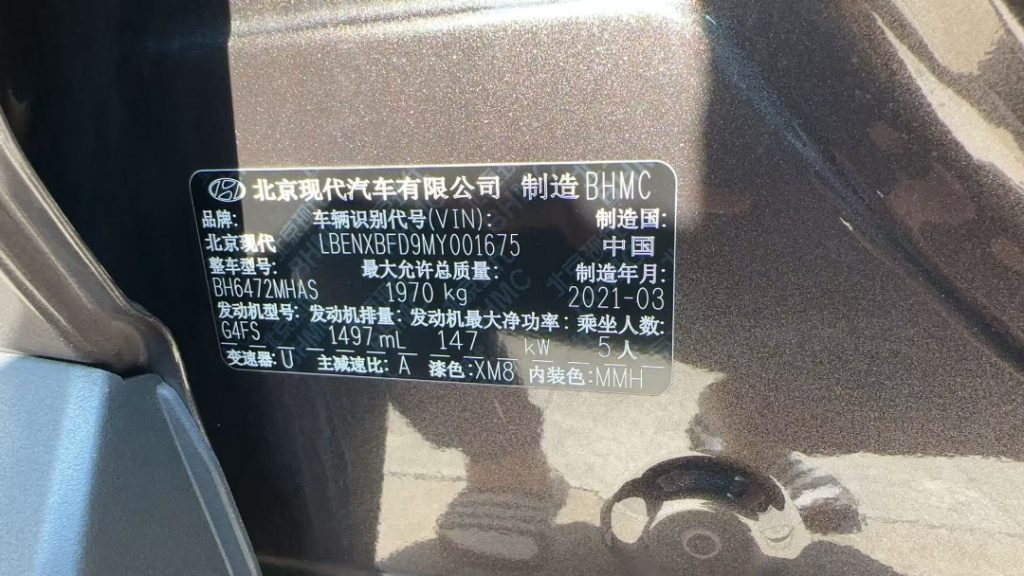 北京现代汽车有限公司 制造 BHMC
品牌: 车辆识别代号(VIN): 制造国:
北京现代 LBENXBFD9MY001675 中国
整车型号: 最大允许总质量: 制造年月:
BH6472MHAS 1970 kg 2021-03
发动机型号: 发动机排量: 发动机最大净功率: 乘坐人数:
G4FS 1497 mL 147 kW 5 人
变速器: U 主减速比: A 漆色: XM8 内装色: MMH